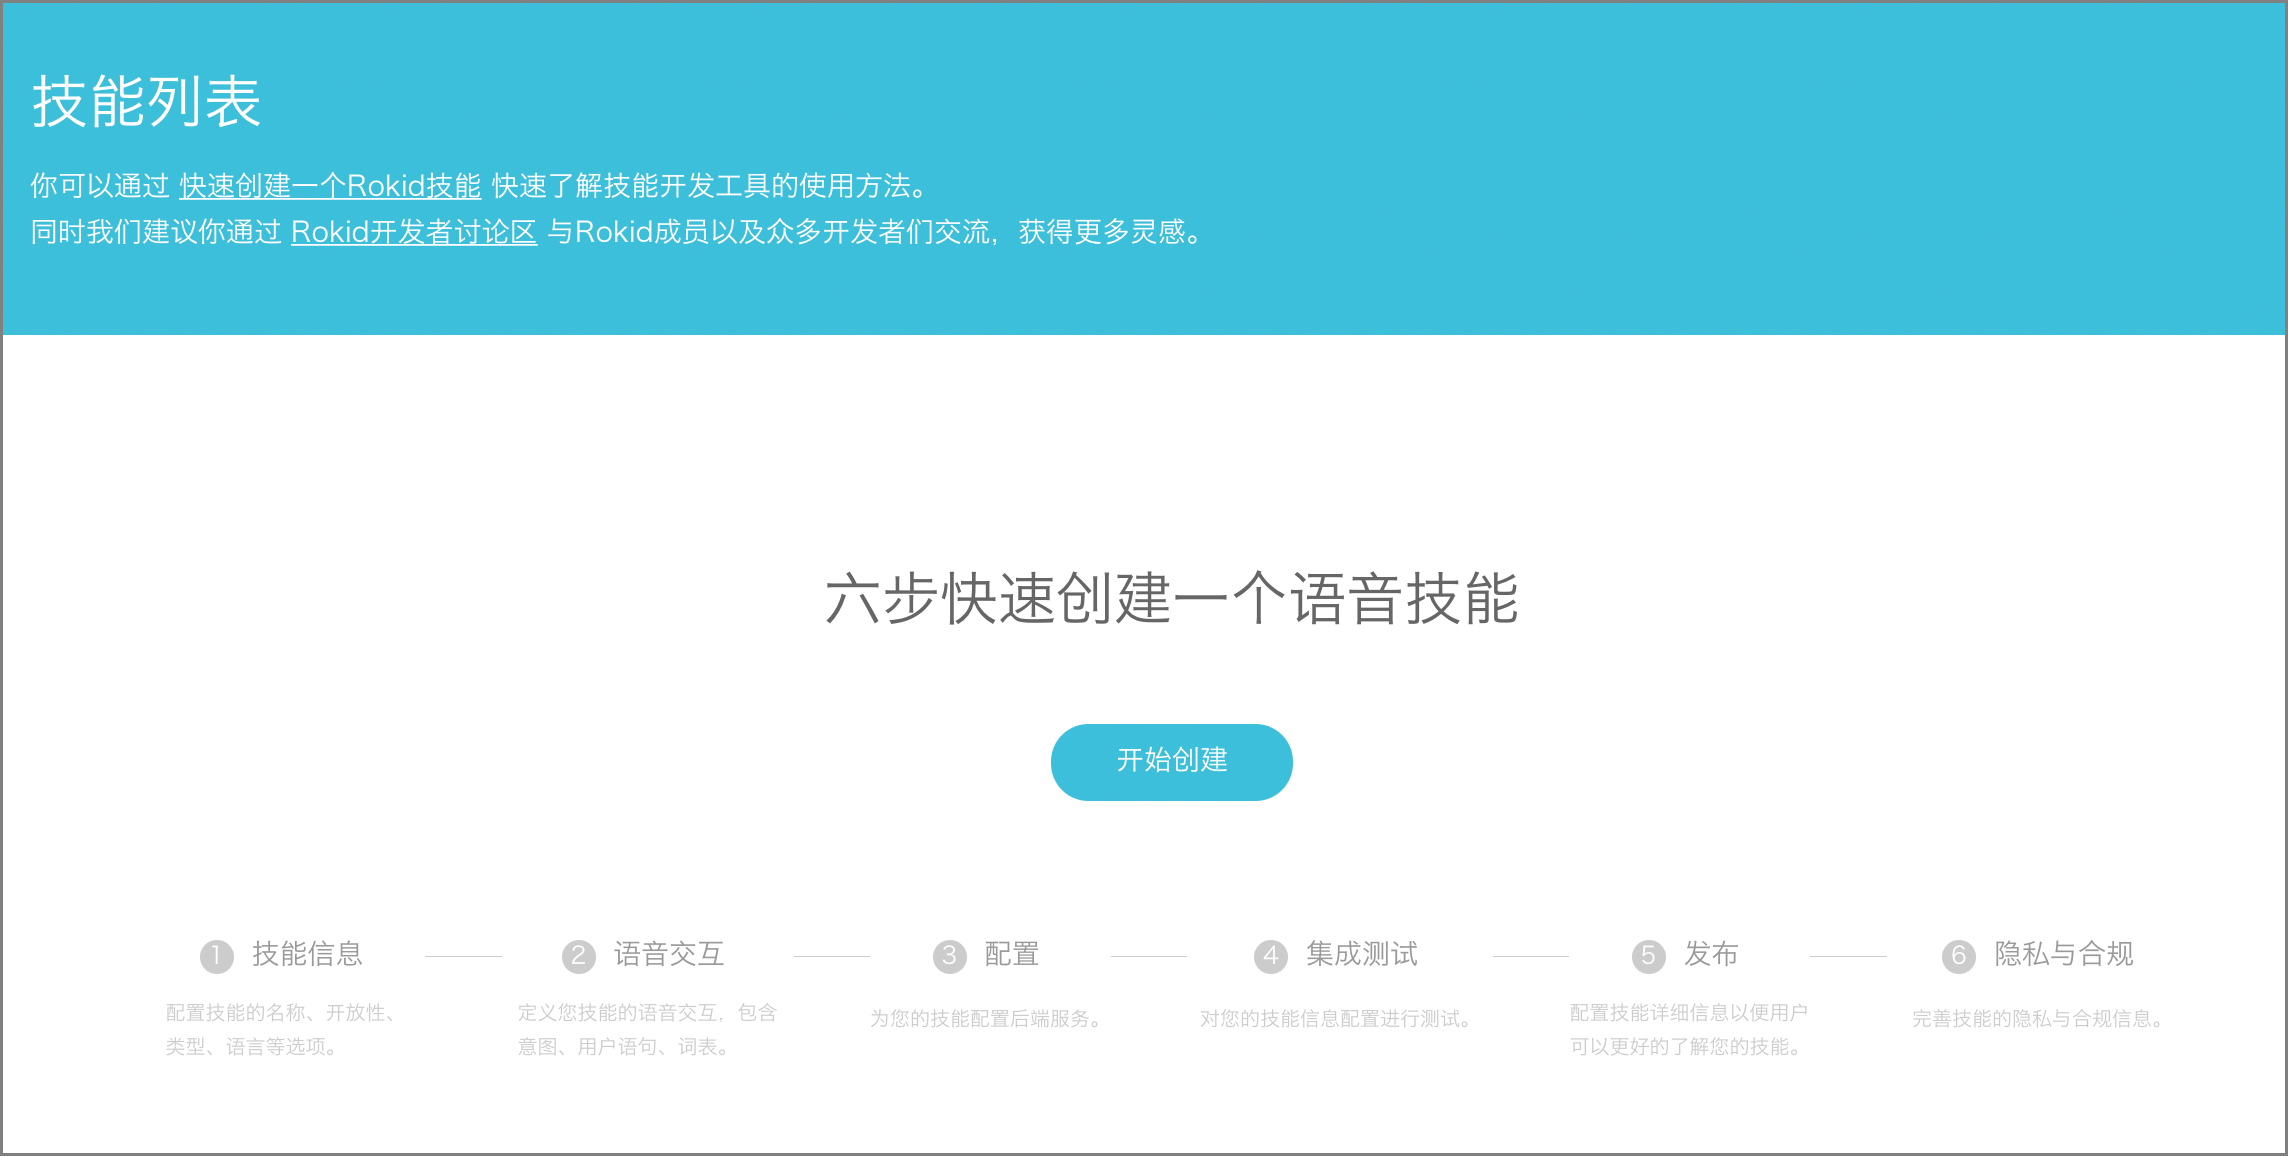 技能列表
你可以通过 快速创建一个Rokid技能 快速了解技能开发工具的使用方法。
同时我们建议你通过 Rokid开发者讨论区 与Rokid成员以及众多开发者们交流，获得更多灵感。
六步快速创建一个语音技能
开始创建
1 技能信息
配置技能的名称、开放性、
类型、语言等选项。
2 语音交互
定义您技能的语音交互，包含
意图、用户语句、词表。
3 配置
为您的技能配置后端服务。
4 集成测试
对您的技能信息配置进行测试。
5 发布
配置技能详细信息以便用户
可以更好的了解您的技能。
6 隐私与合规
完善技能的隐私与合规信息。